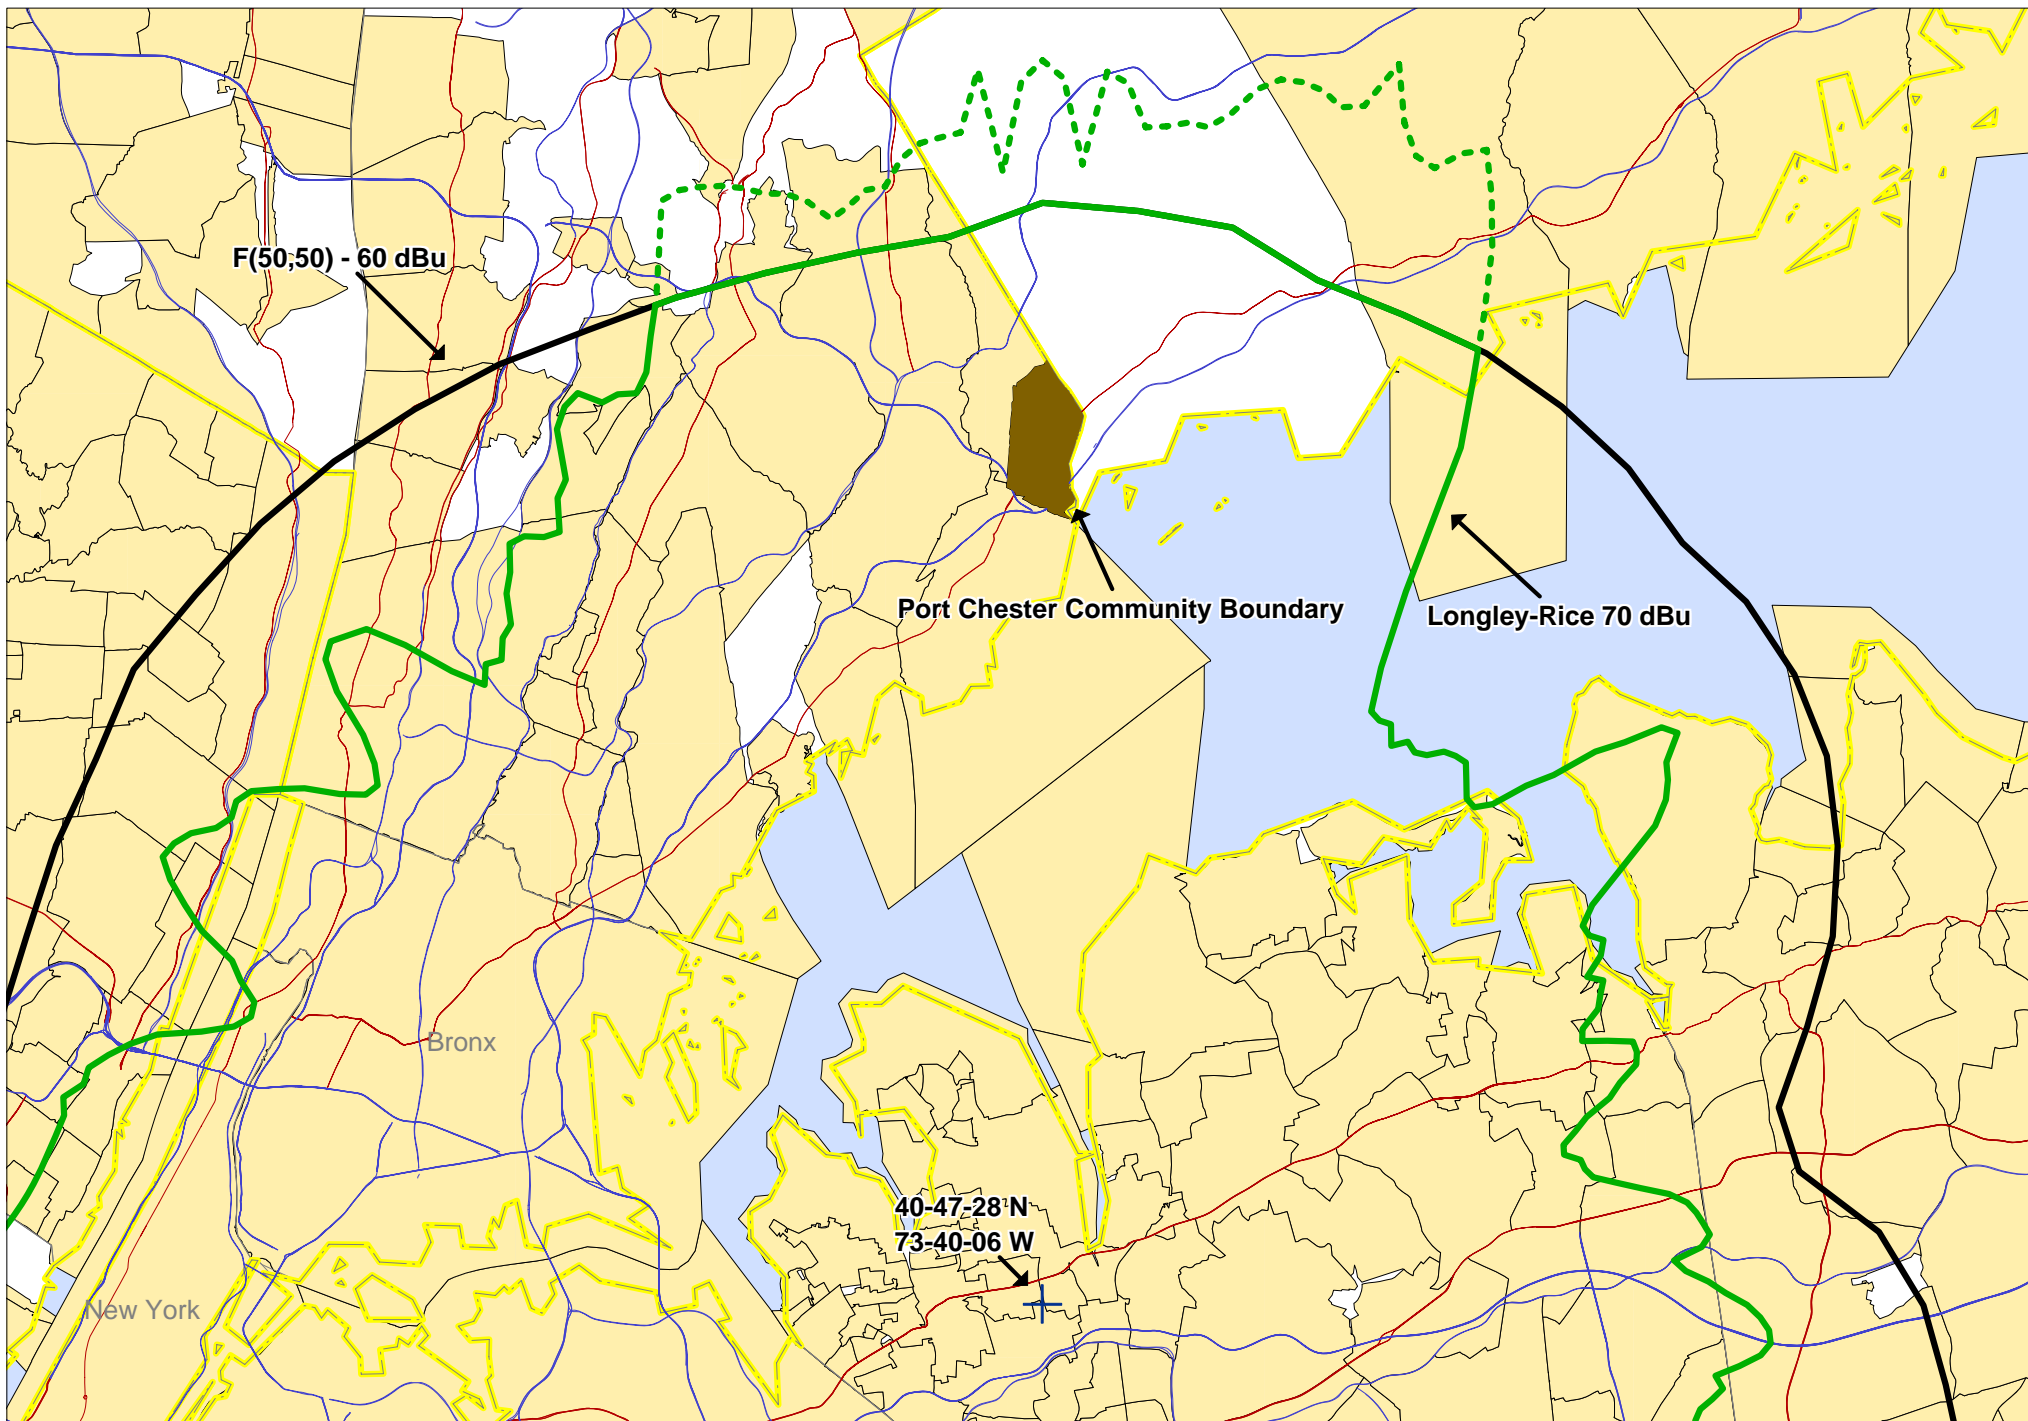 F(50,50) - 60 dBu
Port Chester Community Boundary
Longley-Rice 70 dBu
Bronx
40-47-28 N
73-40-06 W
New York